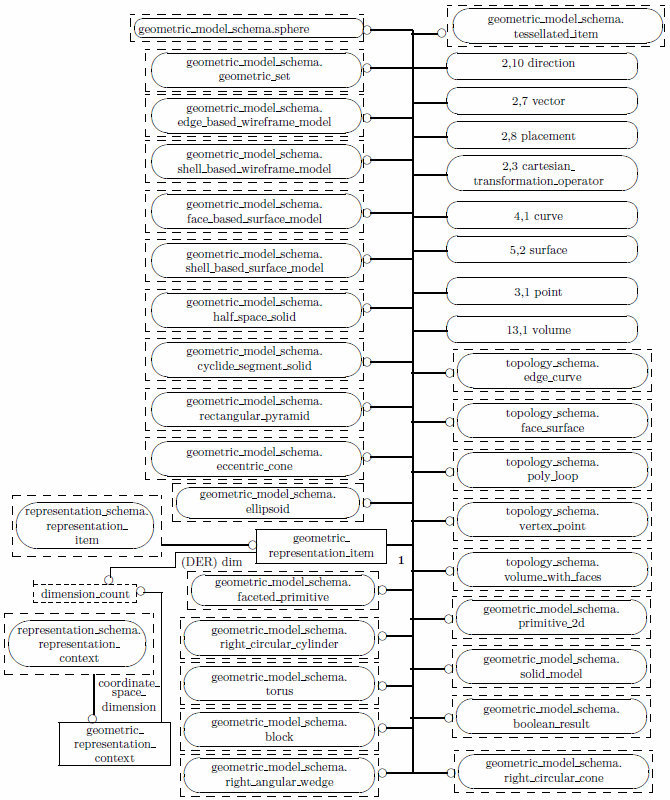 geometric_model_schema.sphere
geometric_model_schema.
geometric_set
geometric_model_schema.
edge_based_wireframe_model
geometric_model_schema.
shell_based_wireframe_model
geometric_model_schema.
face_based_surface_model
geometric_model_schema.
shell_based_surface_model
geometric_model_schema.
half_space_solid
geometric_model_schema.
cyclide_segment_solid
geometric_model_schema.
rectangular_pyramid
geometric_model_schema.
eccentric_cone
geometric_model_schema.
ellipsoid
representation_schema.
representation_
item
geometric_
representation_item
1
(DER) dim
dimension_count
geometric_model_schema.
faceted_primitive
representation_schema.
representation_
context
geometric_model_schema.
right_circular_cylinder
coordinate_
space_
dimension
geometric_model_schema.
torus
geometric_
representation_
context
geometric_model_schema.
block
geometric_model_schema.
right_angular_wedge
geometric_model_schema.
tessellated_item
2,10 direction
2,7 vector
2,8 placement
2,3 cartesian_
transformation_operator
4,1 curve
5,2 surface
3,1 point
13,1 volume
topology_schema.
edge_curve
topology_schema.
face_surface
topology_schema.
poly_loop
topology_schema.
vertex_point
topology_schema.
volume_with_faces
geometric_model_schema.
primitive_2d
geometric_model_schema.
solid_model
geometric_model_schema.
boolean_result
geometric_model_schema.
right_circular_cone